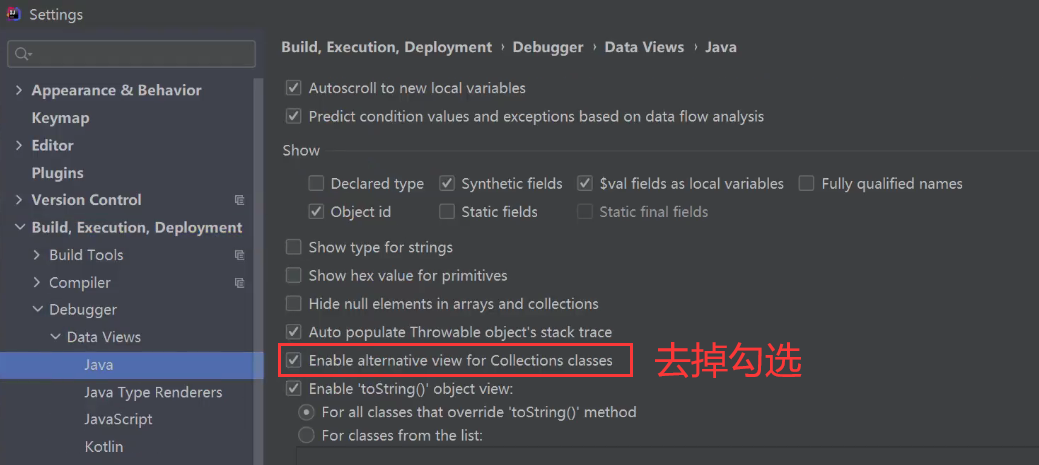 Settings
Appearance & Behavior
Keymap
Editor
Plugins
Version Control
Build, Execution, Deployment
Build Tools
Compiler
Debugger
Data Views
Java
Java Type Renderers
JavaScript
Kotlin
Build, Execution, Deployment › Debugger › Data Views › Java
Autoscroll to new local variables
Predict condition values and exceptions based on data flow analysis
Show
Declared type Synthetic fields $val fields as local variables Fully qualified names
Object id Static fields Static final fields
Show type for strings
Show hex value for primitives
Hide null elements in arrays and collections
Auto populate Throwable object's stack trace
Enable alternative view for Collections classes 去掉勾选
Enable 'toString()' object view:
For all classes that override 'toString()' method
For classes from the list: